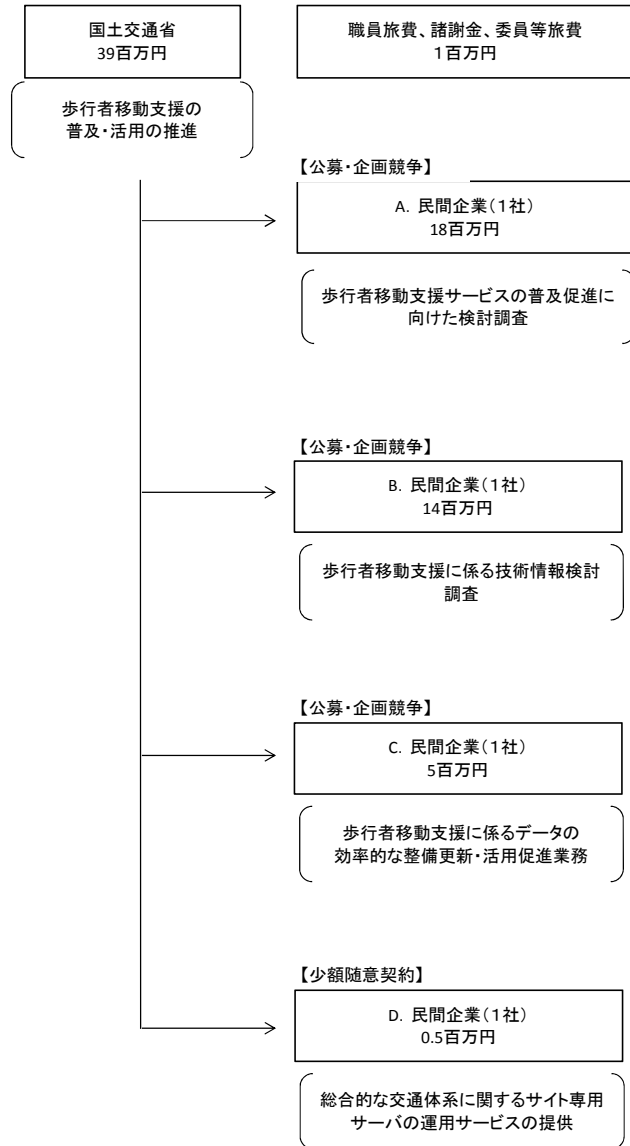 国土交通省
39百万円
職員旅費、諸謝金、委員等旅費
１百万円
歩行者移動支援の
普及・活用の推進
【公募・企画競争】
A. 民間企業（１社）
18百万円
歩行者移動支援サービスの普及促進に
向けた検討調査
【公募・企画競争】
B. 民間企業（１社）
14百万円
歩行者移動支援に係る技術情報検討
調査
【公募・企画競争】
C. 民間企業（１社）
5百万円
歩行者移動支援に係るデータの
効率的な整備更新・活用促進業務
【少額随意契約】
D. 民間企業（１社）
0.5百万円
総合的な交通体系に関するサイト専用
サーバの運用サービスの提供